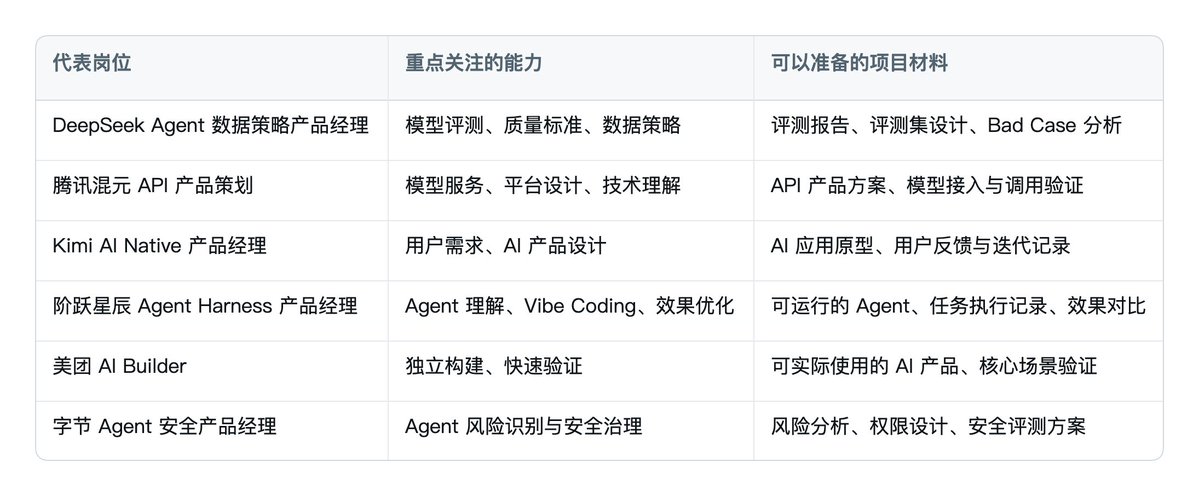 代表岗位 重点关注的能力 可以准备的项目材料
DeepSeek Agent 数据策略产品经理 模型评测、质量标准、数据策略 评测报告、评测集设计、Bad Case 分析
腾讯混元 API 产品策划 模型服务、平台设计、技术理解 API 产品方案、模型接入与调用验证
Kimi AI Native 产品经理 用户需求、AI 产品设计 AI 应用原型、用户反馈与迭代记录
阶跃星辰 Agent Harness 产品经理 Agent 理解、Vibe Coding、效果优化 可运行的 Agent、任务执行记录、效果对比
美团 AI Builder 独立构建、快速验证 可实际使用的 AI 产品、核心场景验证
字节 Agent 安全产品经理 Agent 风险识别与安全治理 风险分析、权限设计、安全评测方案